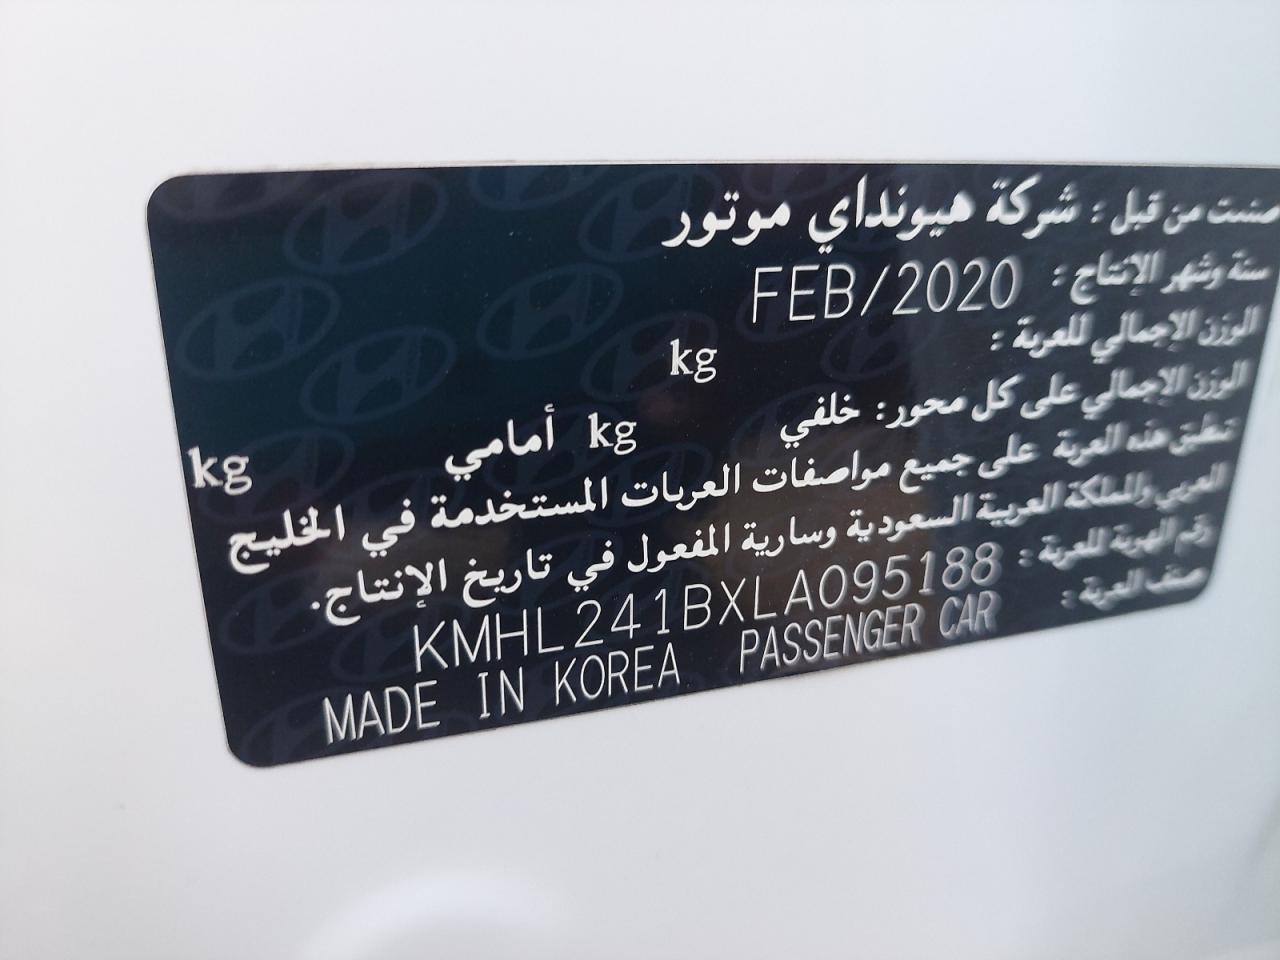 صنعت من قبل : شركة هيونداي موتور
سنة وشهر الإنتاج : FEB/2020
الوزن الإجمالي للعربة : kg
الوزن الإجمالي على كل محور: خلفي kg أمامي kg
تنطبق هذه العربة على جميع مواصفات العربات المستخدمة في الخليج
العربي والمملكة العربية السعودية وسارية المفعول في تاريخ الإنتاج.
رقم الهوية للعربة : KMHL241BXLA095188
صنف العربة : PASSENGER CAR
MADE IN KOREA